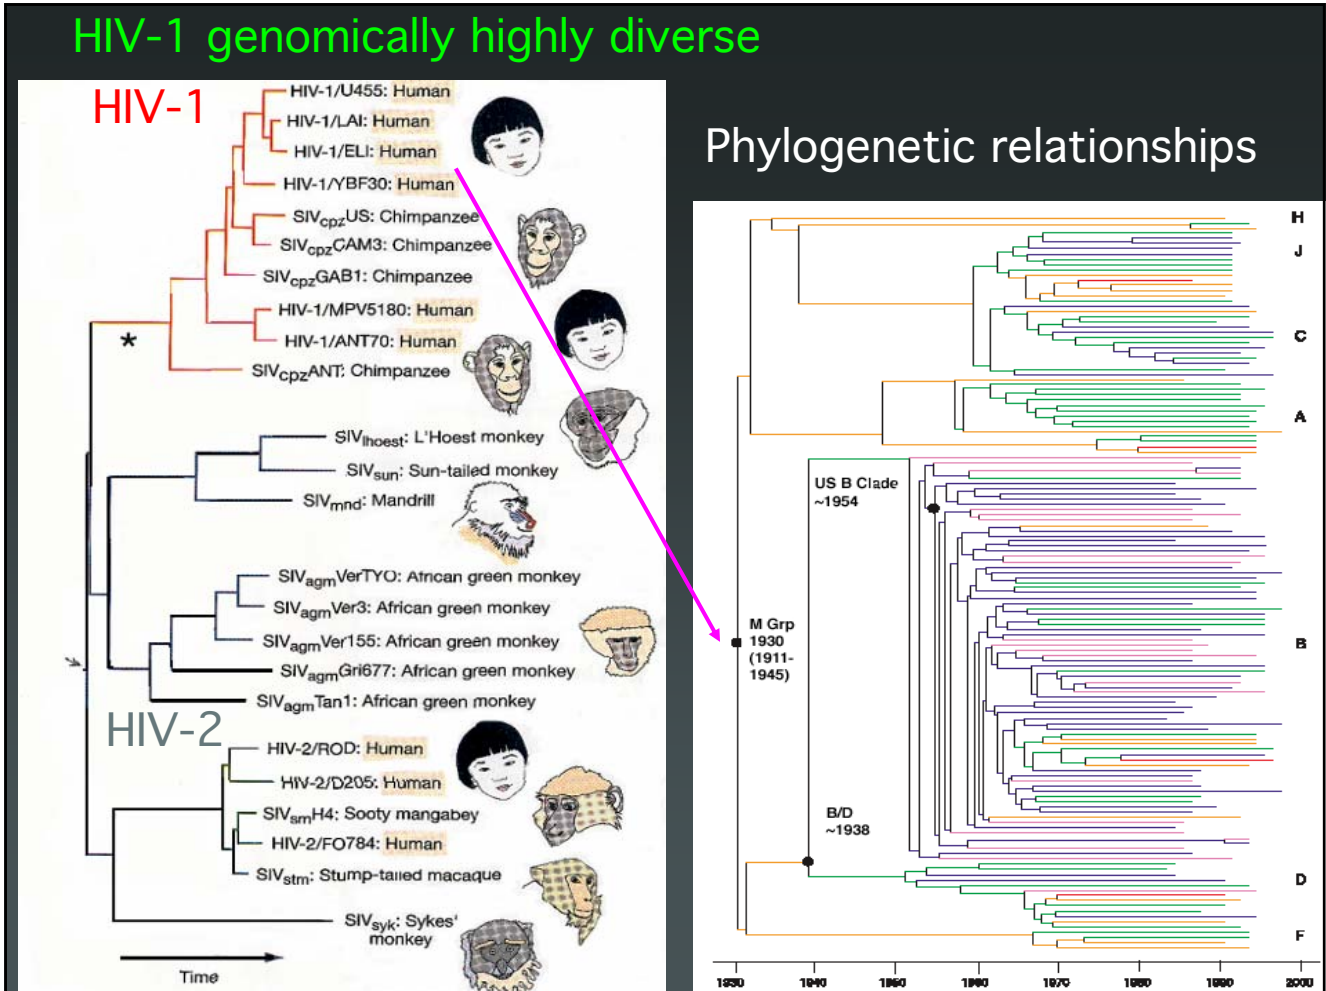 HIV-1 genomically highly diverse
HIV-1
HIV-1/U455: Human
HIV-1/LAI: Human
HIV-1/ELI: Human
HIV-1/YBF30: Human
SIVcpzUS: Chimpanzee
SIVcpzCAM3: Chimpanzee
SIVcpzGAB1: Chimpanzee
HIV-1/MPV5180: Human
HIV-1/ANT70: Human
SIVcpzANT: Chimpanzee
*
SIVlhoest: L'Hoest monkey
SIVsun: Sun-tailed monkey
SIVmnd: Mandrill
SIVagmVerTYO: African green monkey
SIVagmVer3: African green monkey
SIVagmVer155: African green monkey
SIVagmGri677: African green monkey
SIVagmTan1: African green monkey
HIV-2
HIV-2/ROD: Human
HIV-2/D205: Human
SIVsmH4: Sooty mangabey
HIV-2/FO784: Human
SIVstm: Stump-tailed macaque
SIVsyk: Sykes'
monkey
Time
Phylogenetic relationships
H
J
C
A
US B Clade
~1954
M Grp
1930
(1911-
1945)
B
B/D
~1938
D
F
1930 1940 1950 1960 1970 1980 1990 2000